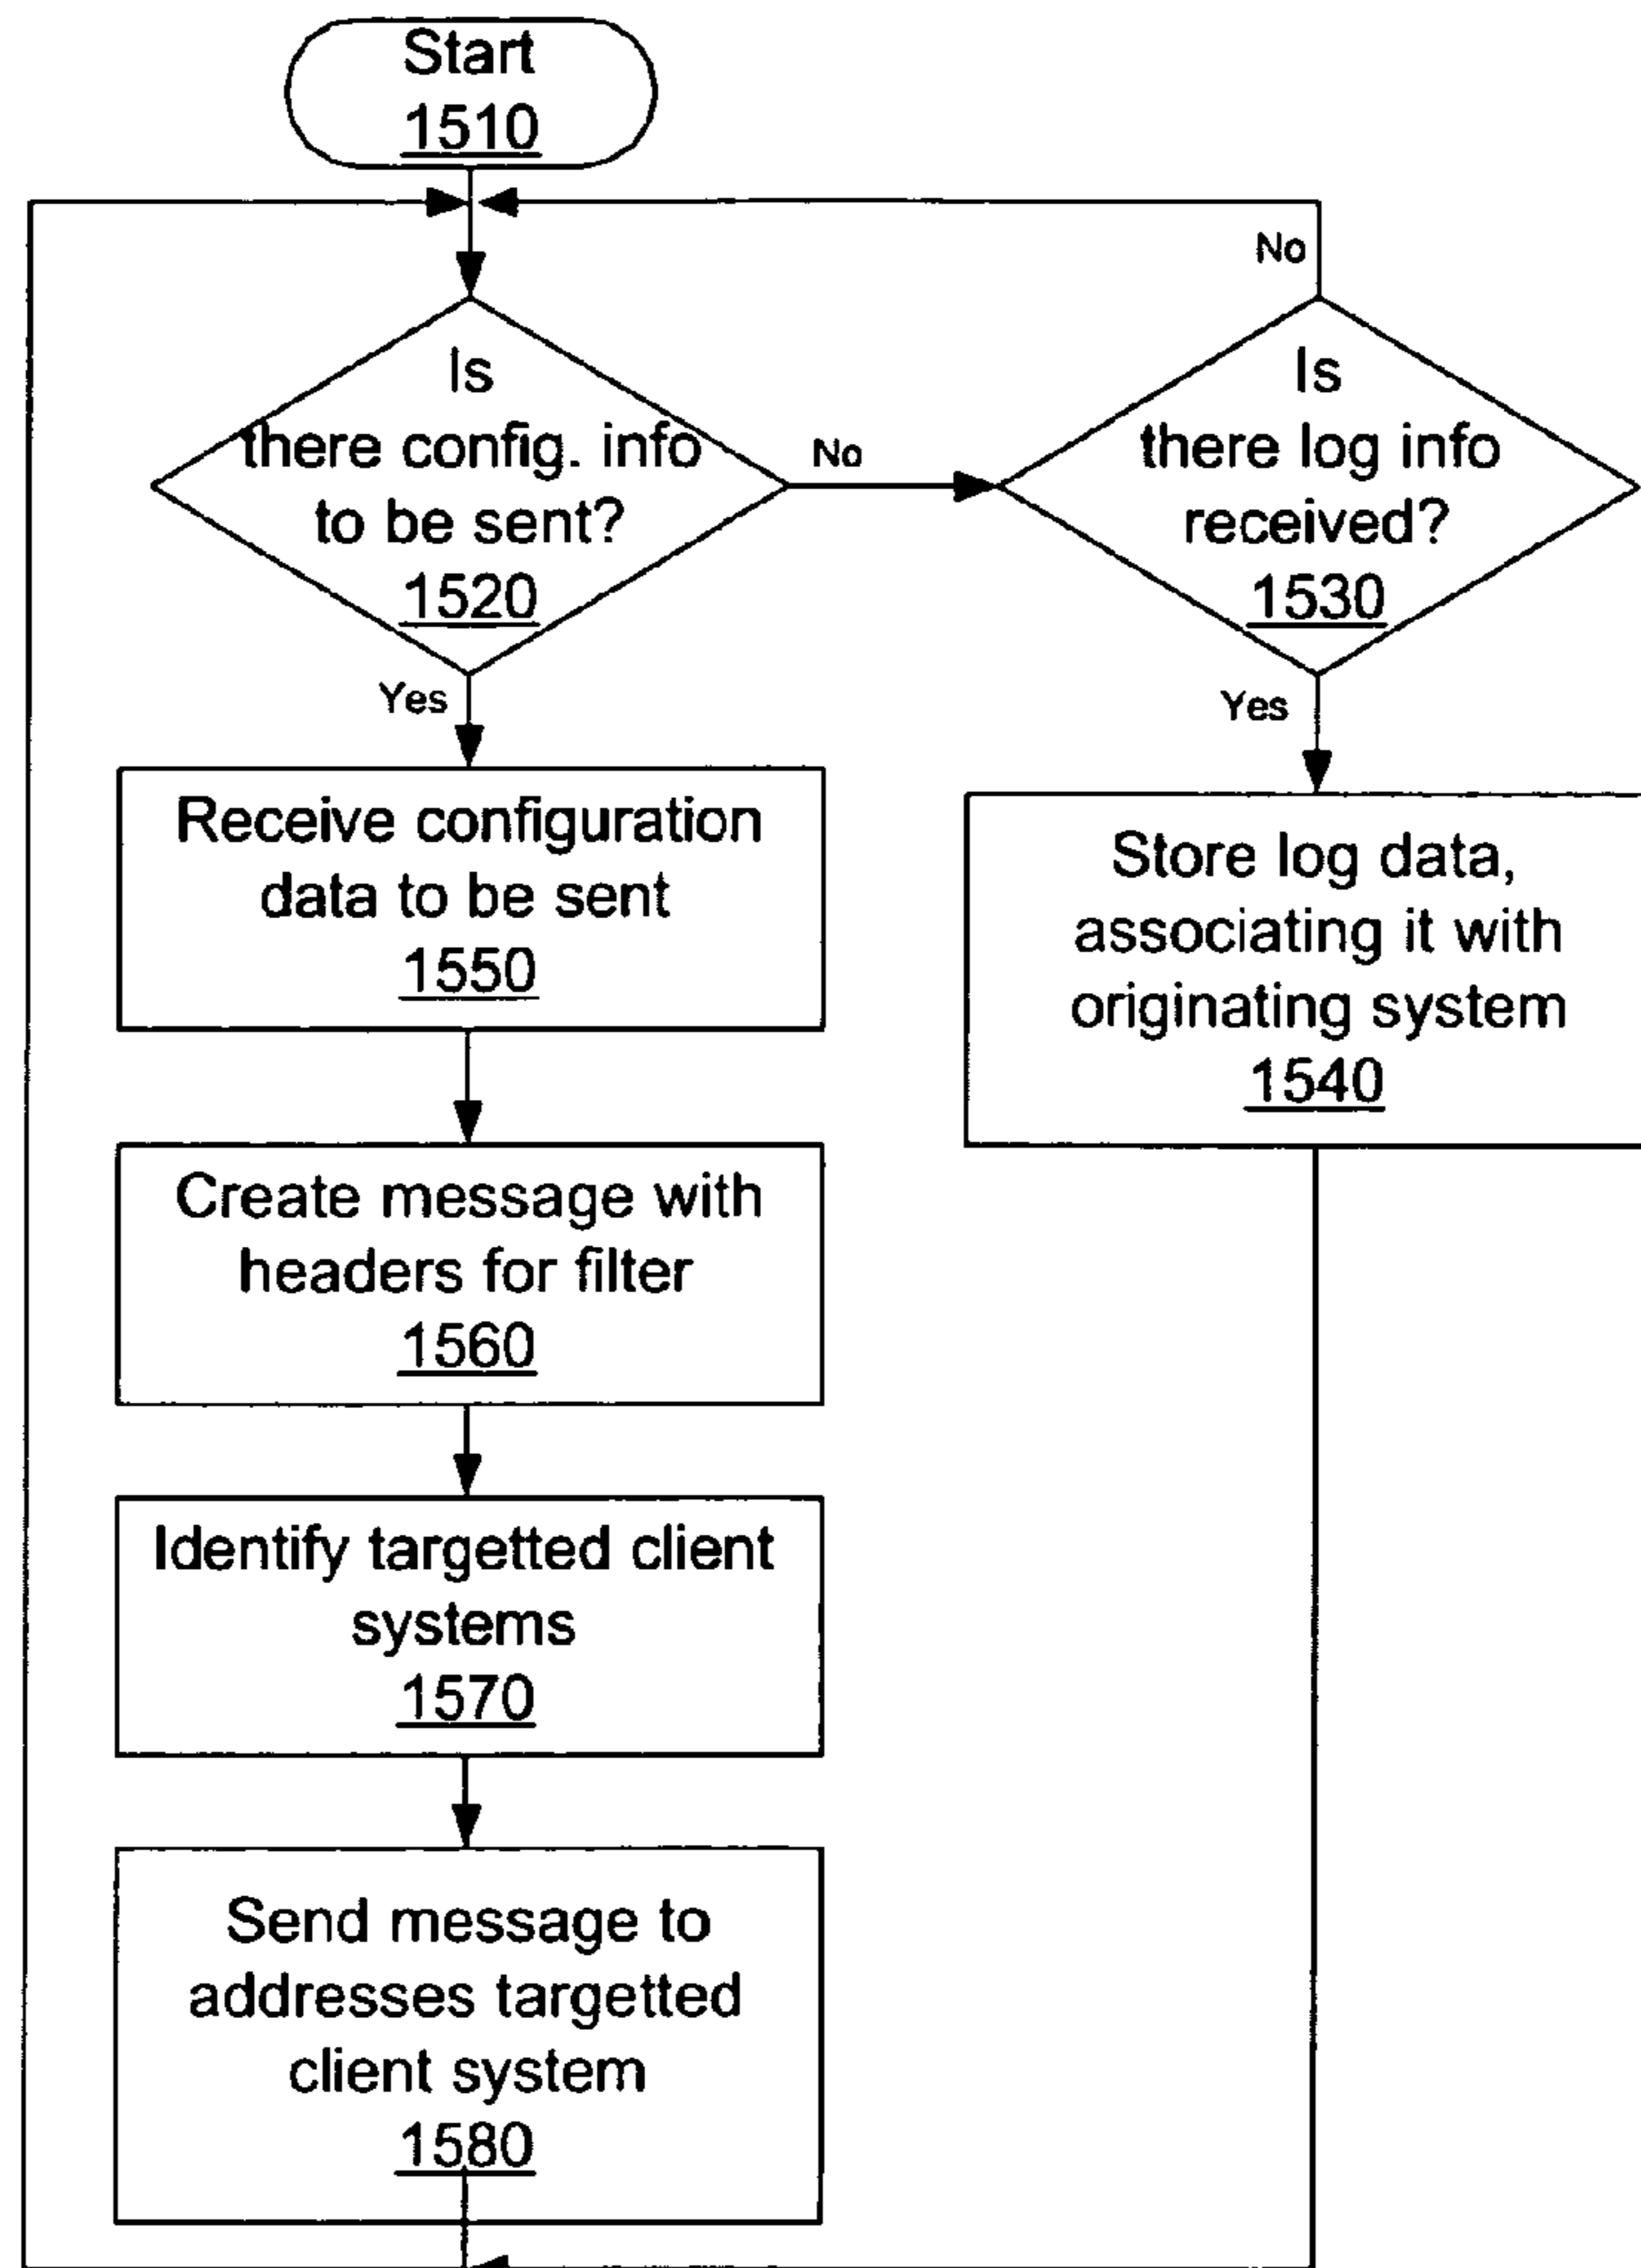 Start
1510
No
Is
there config. info
to be sent?
1520
No
Is
there log info
received?
1530
Yes
Yes
Receive configuration
data to be sent
1550
Store log data,
associating it with
originating system
1540
Create message with
headers for filter
1560
Identify targetted client
systems
1570
Send message to
addresses targetted
client system
1580